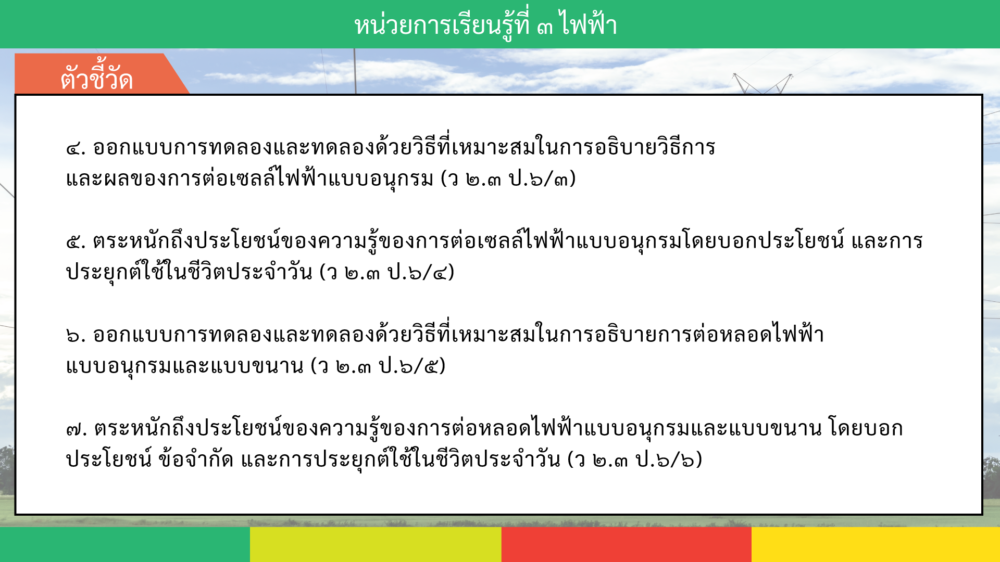 หน่วยการเรียนรู้ที่ ๓ ไฟฟ้า
ตัวชี้วัด
๔. ออกแบบการทดลองและทดลองด้วยวิธีที่เหมาะสมในการอธิบายวิธีการ
และผลของการต่อเซลล์ไฟฟ้าแบบอนุกรม (ว ๒.๓ ป.๖/๓)
๕. ตระหนักถึงประโยชน์ของความรู้ของการต่อเซลล์ไฟฟ้าแบบอนุกรมโดยบอกประโยชน์ และการ
ประยุกต์ใช้ในชีวิตประจำวัน (ว ๒.๓ ป.๖/๔)
๖. ออกแบบการทดลองและทดลองด้วยวิธีที่เหมาะสมในการอธิบายการต่อหลอดไฟฟ้า
แบบอนุกรมและแบบขนาน (ว ๒.๓ ป.๖/๕)
๗. ตระหนักถึงประโยชน์ของความรู้ของการต่อหลอดไฟฟ้าแบบอนุกรมและแบบขนาน โดยบอก
ประโยชน์ ข้อจำกัด และการประยุกต์ใช้ในชีวิตประจำวัน (ว ๒.๓ ป.๖/๖)